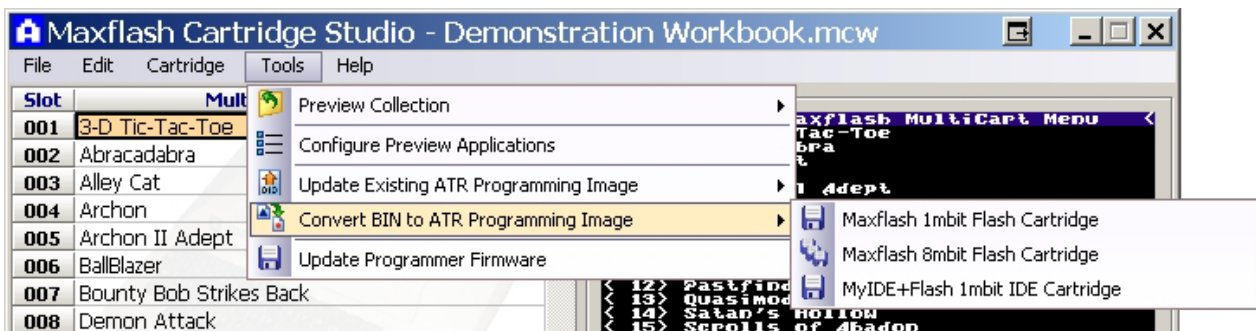 Maxflash Cartridge Studio - Demonstration Workbook.mcw
File Edit Cartridge Tools Help
Slot Mult
001 3-D Tic-Tac-Toe
002 Abracadabra
003 Alley Cat
004 Archon
005 Archon II Adept
006 BallBlazer
007 Bounty Bob Strikes Back
008 Demon Attack
Preview Collection
Configure Preview Applications
Update Existing ATR Programming Image
Convert BIN to ATR Programming Image
Update Programmer Firmware
Maxflash 1mbit Flash Cartridge
Maxflash 8mbit Flash Cartridge
MyIDE+Flash 1mbit IDE Cartridge
axflash MultiCart Menu <
Tac-Toe
bra
t
I Adept
< 12> Pastfind
< 13> Quasimod
< 14> Satan's Hollow
< 15> Scrolls of Abadon